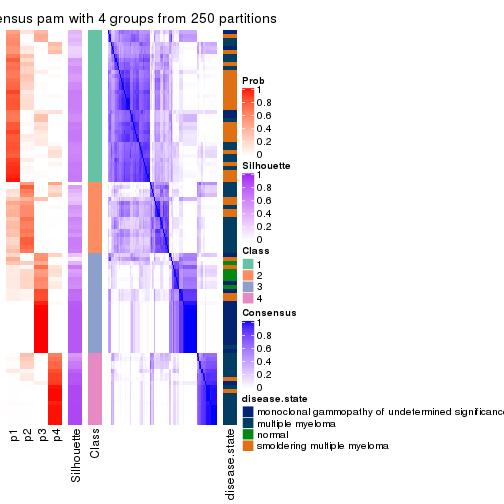 ensus pam with 4 groups from 250 partitions
Prob
1
0.8
0.6
0.4
0.2
0
Silhouette
1
0.8
0.6
0.4
0.2
0
Class
1
2
3
4
Consensus
1
0.8
0.6
0.4
0.2
0
disease.state
monoclonal gammopathy of undetermined significance
multiple myeloma
normal
smoldering multiple myeloma
p1
p2
p3
p4
Silhouette
Class
disease.state